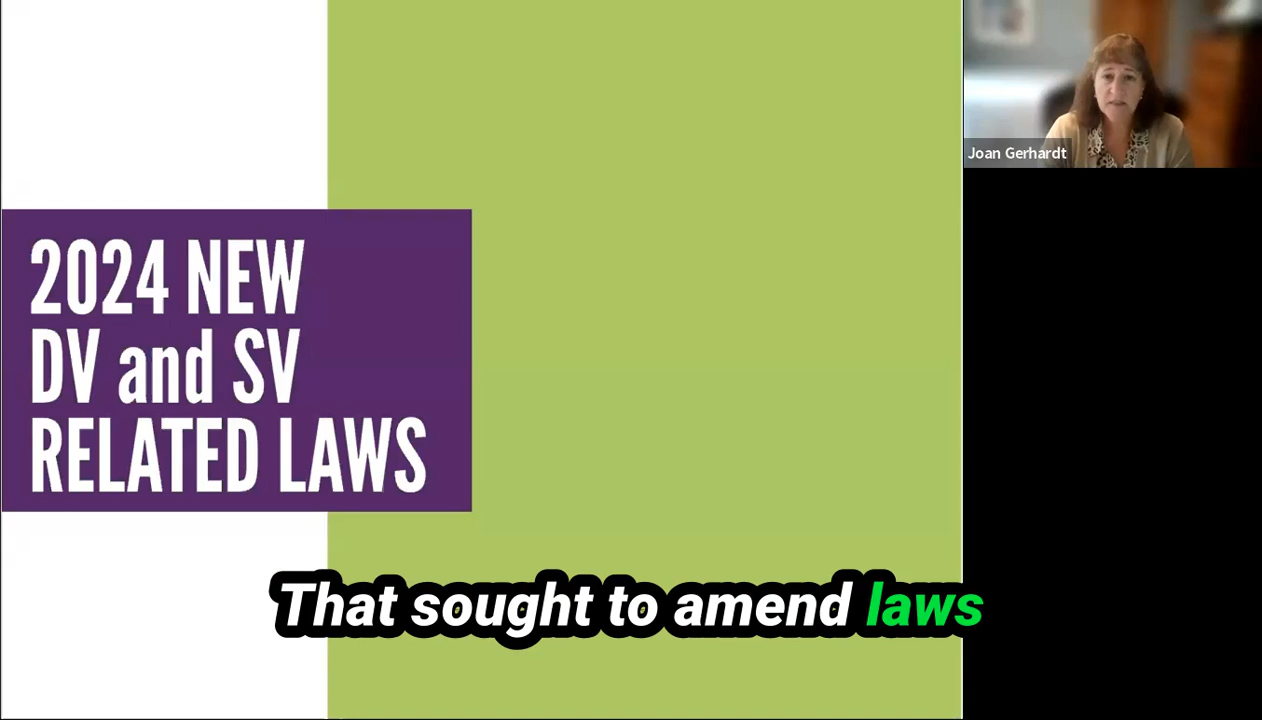 2024 NEW
DV and SV
RELATED LAWS
Joan Gerhardt
That sought to amend laws